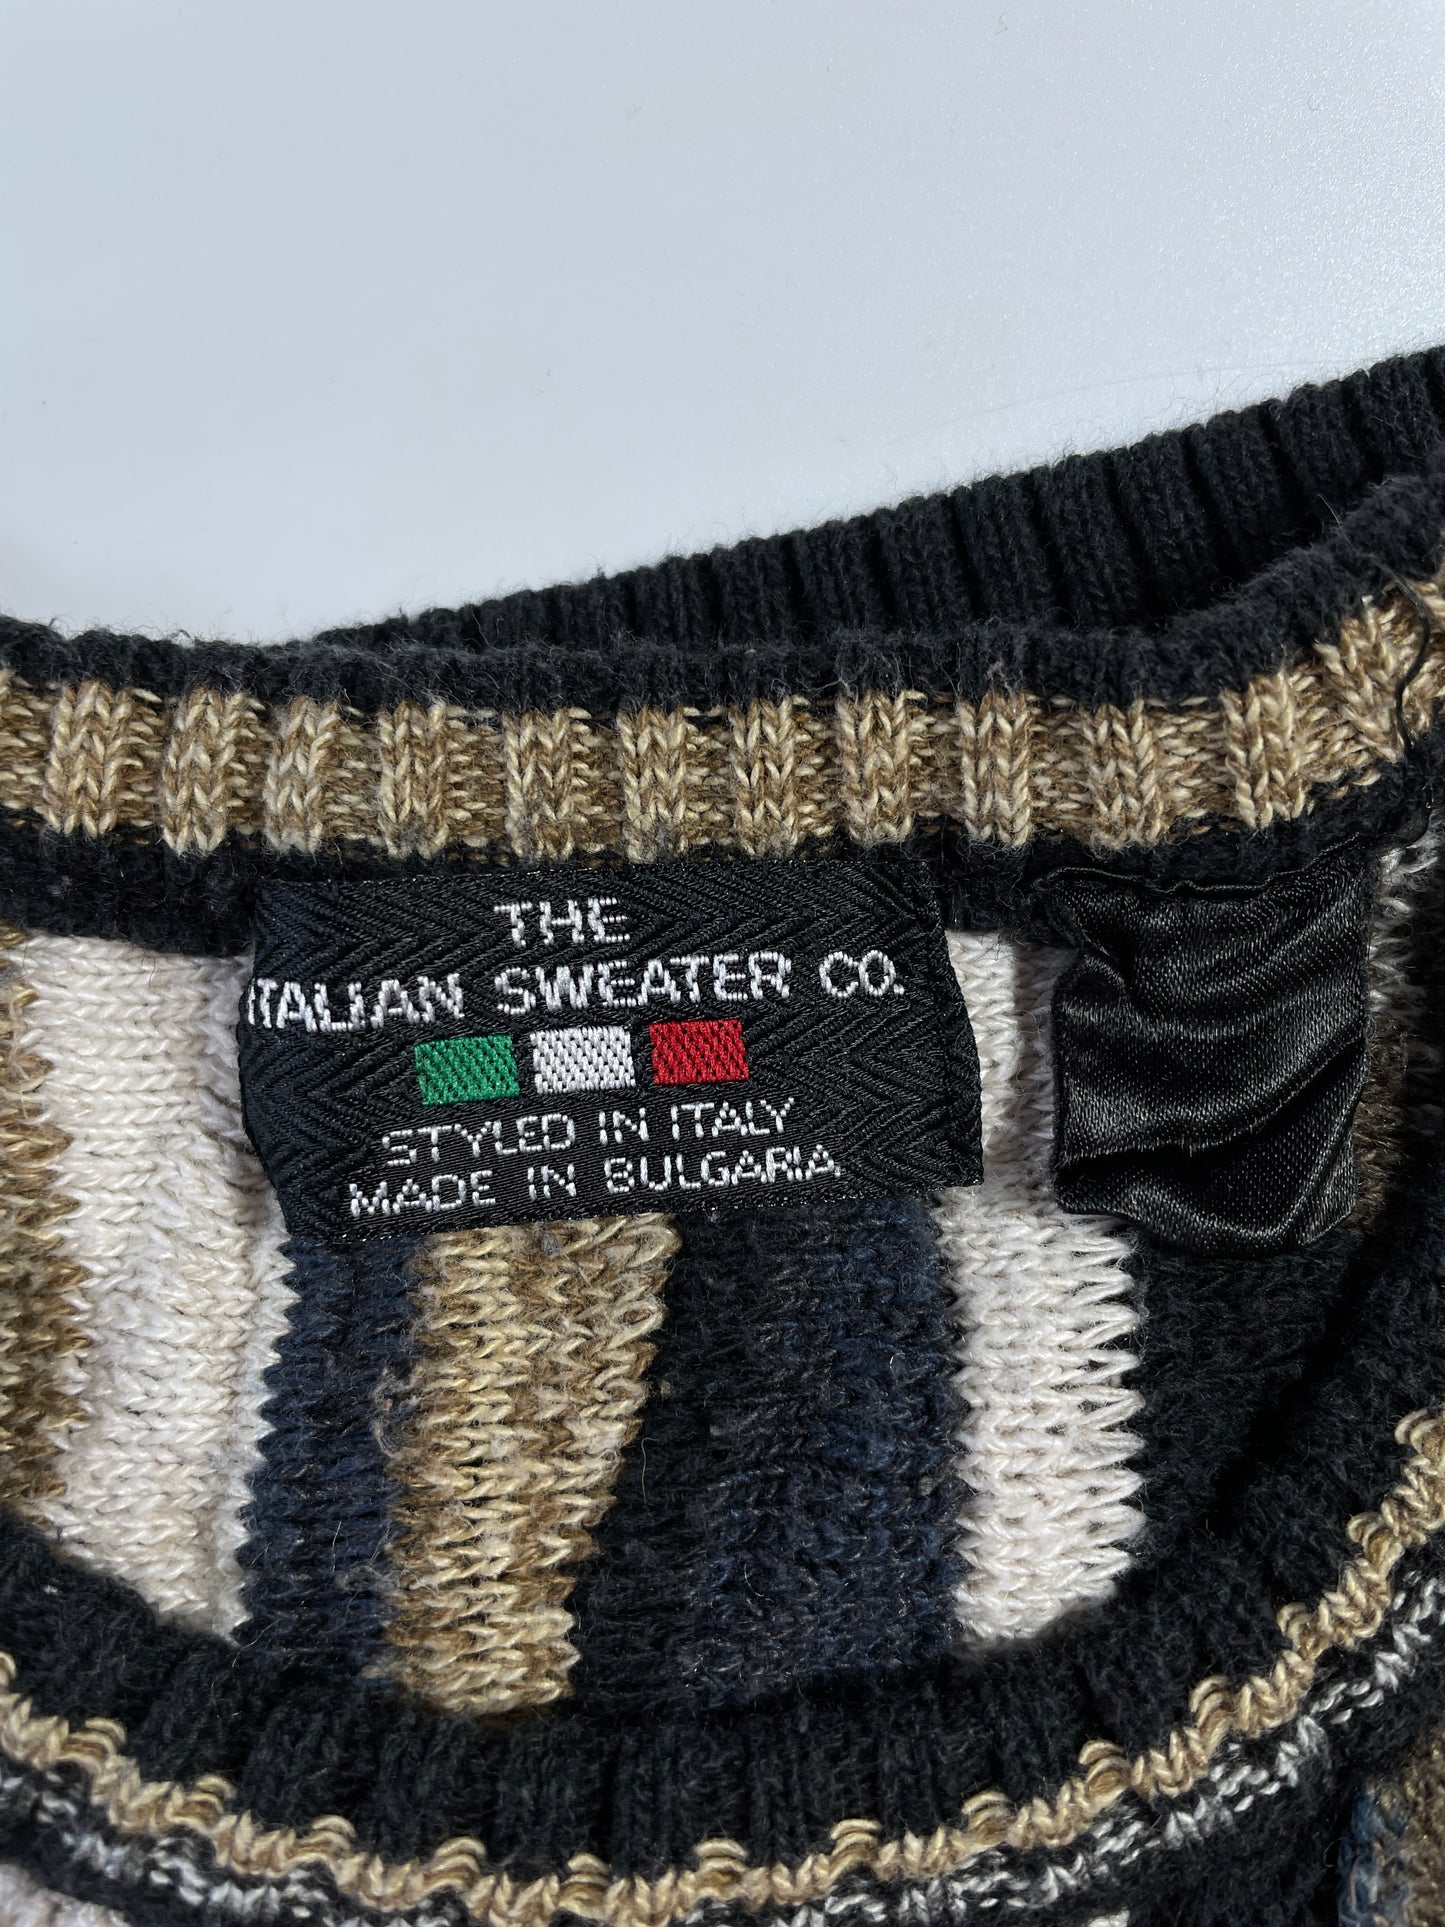 THE
ITALIAN SWEATER CO.
STYLED IN ITALY
MADE IN BULGARIA